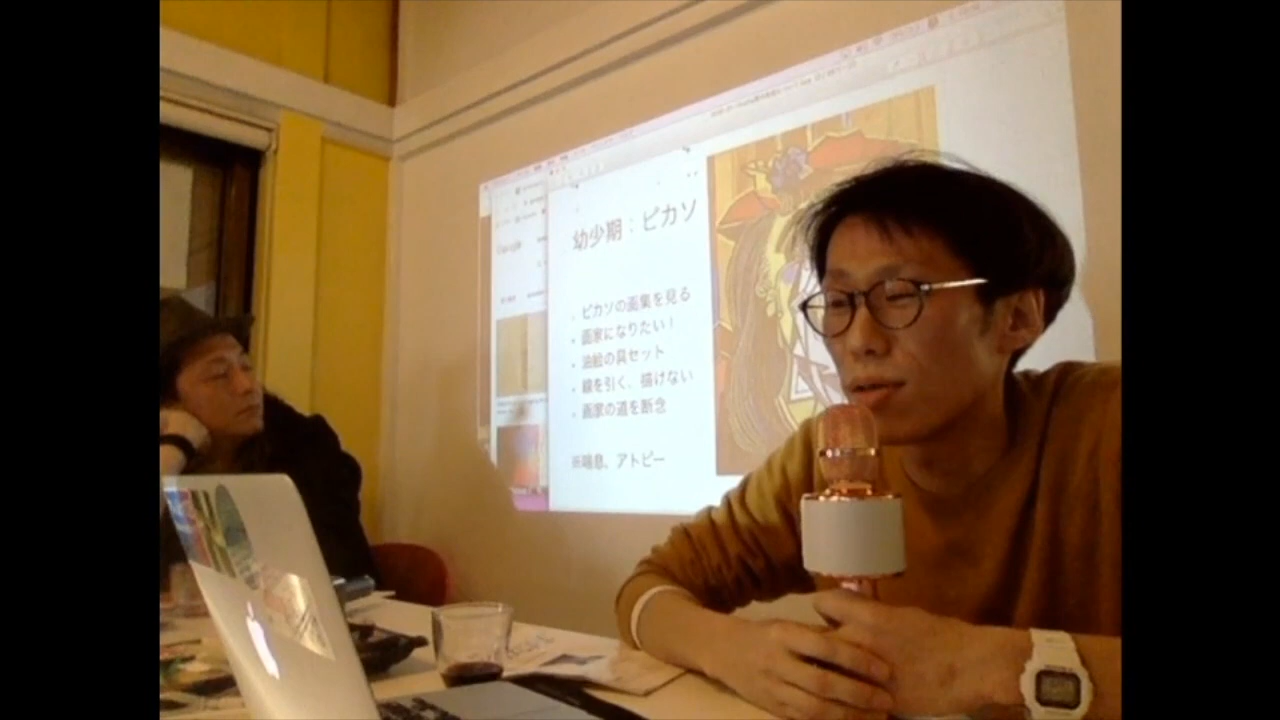 幼少期：ピカソ
ピカソの画集を見る
画家になりたい！
油絵の具セット
線を引く、描けない
画家の道を断念
※喘息、アトピー
Google